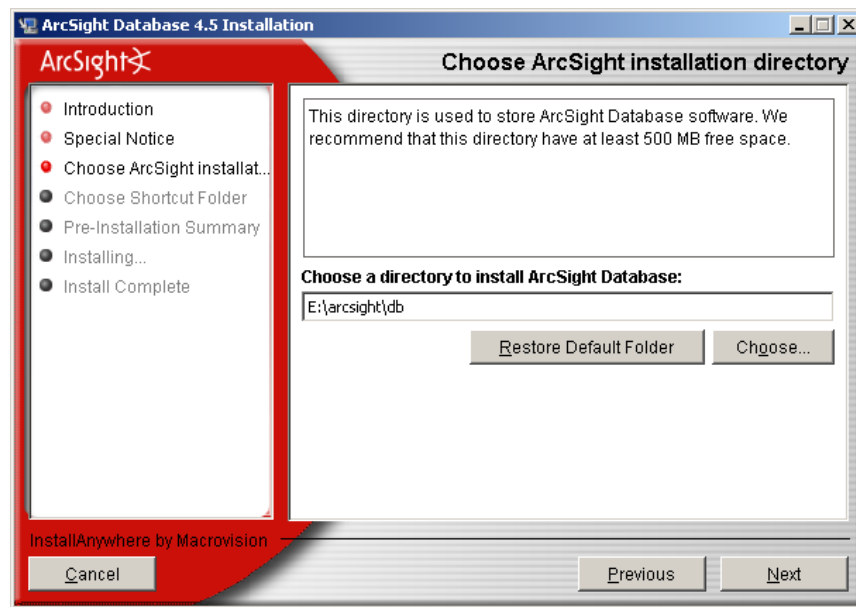 ArcSight Database 4.5 Installation
ArcSight
Choose ArcSight installation directory
Introduction
Special Notice
Choose ArcSight installat...
Choose Shortcut Folder
Pre-Installation Summary
Installing...
Install Complete
This directory is used to store ArcSight Database software. We
recommend that this directory have at least 500 MB free space.
Choose a directory to install ArcSight Database:
E:\arcsight\db
Restore Default Folder
Choose...
InstallAnywhere by Macrovision
Cancel
Previous
Next